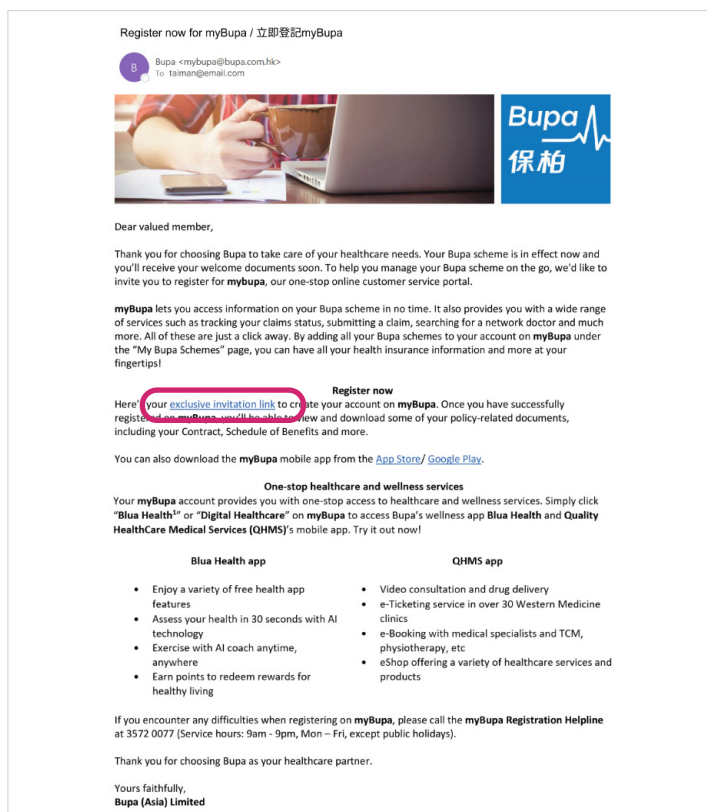 Register now for myBupa / 立即登記myBupa
B
Bupa <mybupa@bupa.com.hk>
To taiman@email.com
Bupa
保柏
Dear valued member,
Thank you for choosing Bupa to take care of your healthcare needs. Your Bupa scheme is in effect now and
you'll receive your welcome documents soon. To help you manage your Bupa scheme on the go, we'd like to
invite you to register for mybupa, our one-stop online customer service portal.
myBupa lets you access information on your Bupa scheme in no time. It also provides you with a wide range
of services such as tracking your claims status, submitting a claim, searching for a network doctor and much
more. All of these are just a click away. By adding all your Bupa schemes to your account on myBupa under
the "My Bupa Schemes" page, you can have all your health insurance information and more at your
fingertips!
Register now
Here's your exclusive invitation link to create your account on myBupa. Once you have successfully
registered on myBupa, you'll be able to view and download some of your policy-related documents,
including your Contract, Schedule of Benefits and more.
You can also download the myBupa mobile app from the App Store/ Google Play.
One-stop healthcare and wellness services
Your myBupa account provides you with one-stop access to healthcare and wellness services. Simply click
"Blua Health¹" or "Digital Healthcare" on myBupa to access Bupa's wellness app Blua Health and Quality
HealthCare Medical Services (QHMS)'s mobile app. Try it out now!
Blua Health app
• Enjoy a variety of free health app
features
• Assess your health in 30 seconds with AI
technology
• Exercise with AI coach anytime,
anywhere
• Earn points to redeem rewards for
healthy living
QHMS app
• Video consultation and drug delivery
• e-Ticketing service in over 30 Western Medicine
clinics
• e-Booking with medical specialists and TCM,
physiotherapy, etc
• eShop offering a variety of healthcare services and
products
If you encounter any difficulties when registering on myBupa, please call the myBupa Registration Helpline
at 3572 0077 (Service hours: 9am - 9pm, Mon – Fri, except public holidays).
Thank you for choosing Bupa as your healthcare partner.
Yours faithfully,
Bupa (Asia) Limited